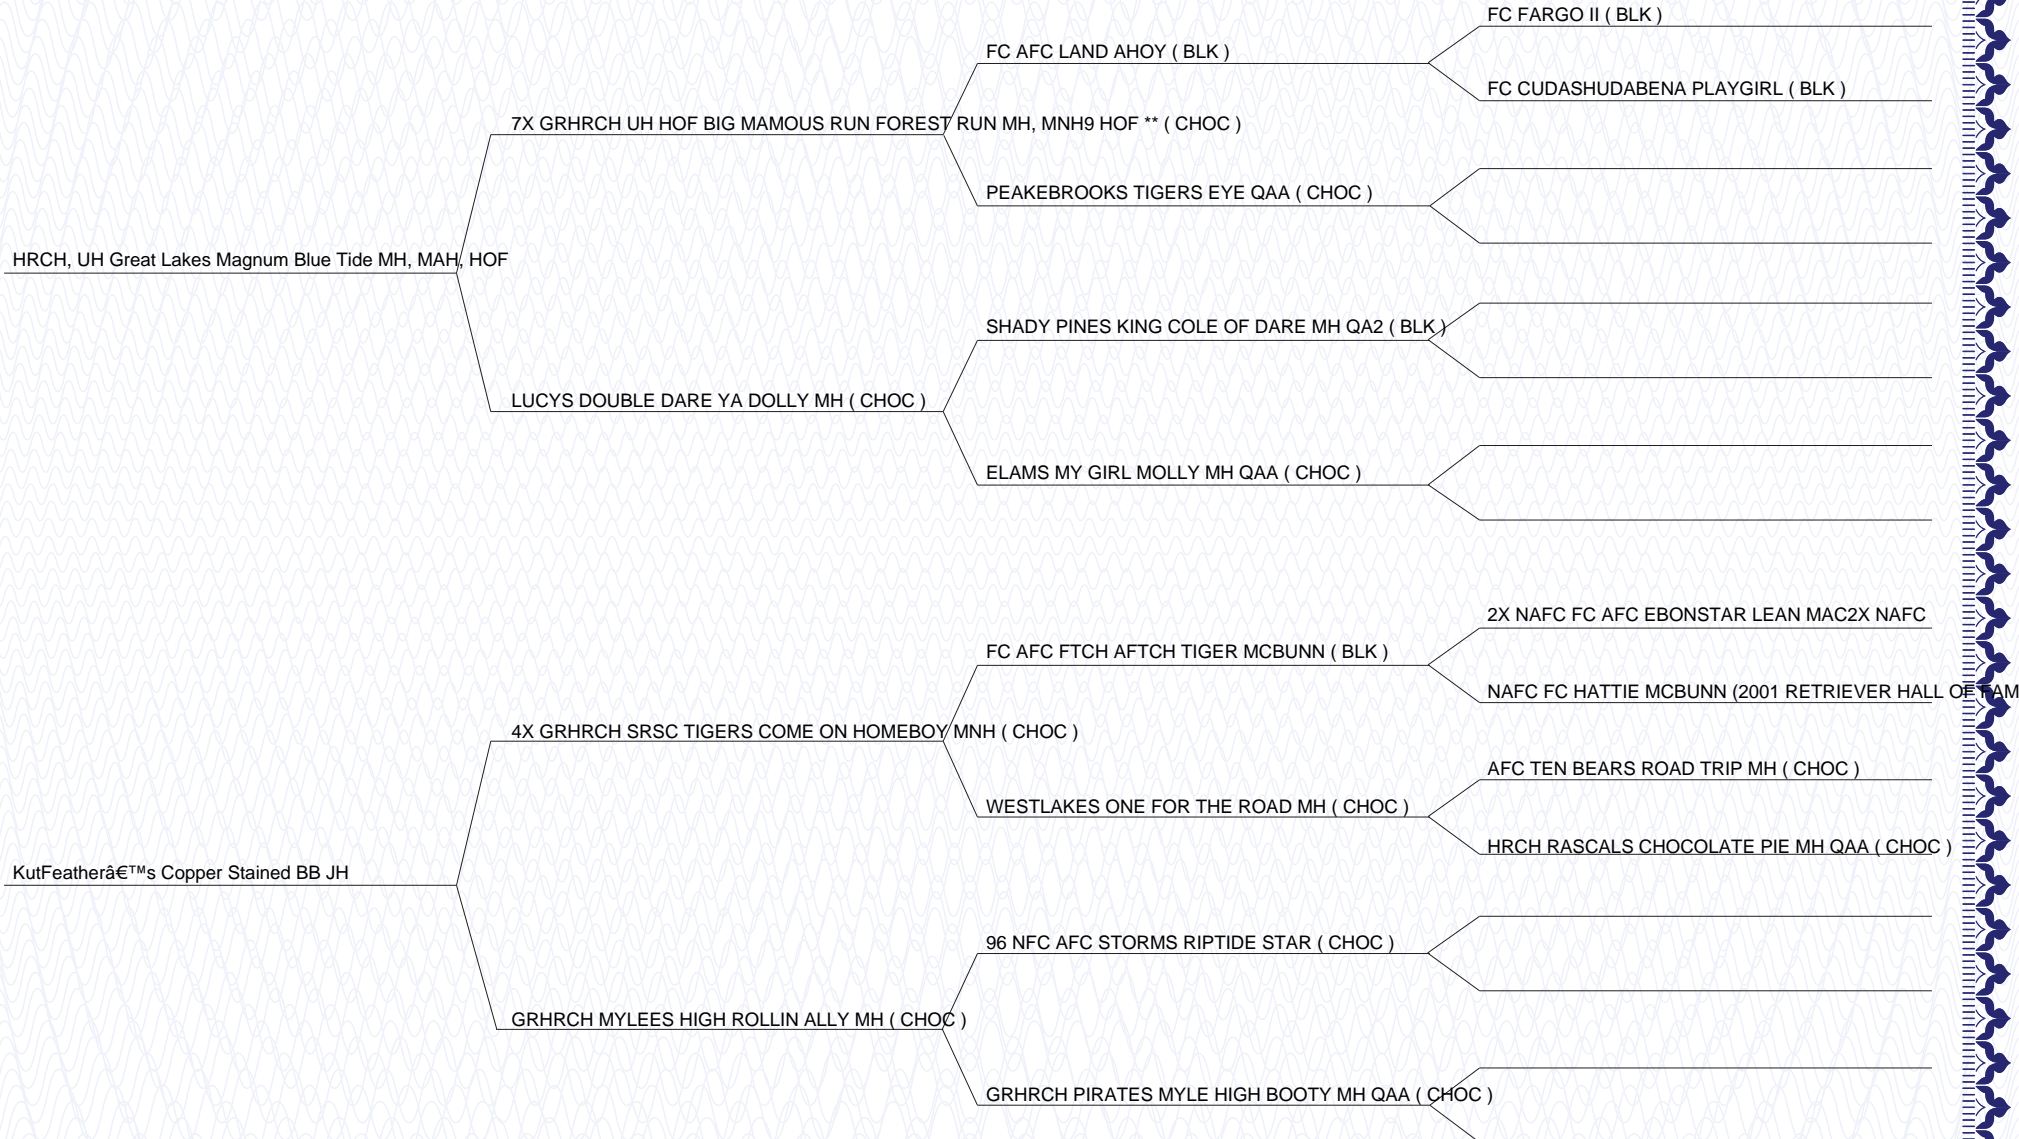 FC FARGO II ( BLK )
FC AFC LAND AHOY ( BLK )
FC CUDASHUDABENA PLAYGIRL ( BLK )
7X GRHRCH UH HOF BIG MAMOUS RUN FOREST RUN MH, MNH9 HOF ** ( CHOC )
PEAKEBROOKS TIGERS EYE QAA ( CHOC )
HRCH, UH Great Lakes Magnum Blue Tide MH, MAH, HOF
SHADY PINES KING COLE OF DARE MH QA2 ( BLK )
LUCYS DOUBLE DARE YA DOLLY MH ( CHOC )
ELAMS MY GIRL MOLLY MH QAA ( CHOC )
2X NAFC FC AFC EBONSTAR LEAN MAC2X NAFC
FC AFC FTCH AFTCH TIGER MCBUNN ( BLK )
NAFC FC HATTIE MCBUNN (2001 RETRIEVER HALL OF FAM
4X GRHRCH SRSC TIGERS COME ON HOMEBOY MNH ( CHOC )
AFC TEN BEARS ROAD TRIP MH ( CHOC )
WESTLAKES ONE FOR THE ROAD MH ( CHOC )
HRCH RASCALS CHOCOLATE PIE MH QAA ( CHOC )
KutFeatherâ€™s Copper Stained BB JH
96 NFC AFC STORMS RIPTIDE STAR ( CHOC )
GRHRCH MYLEES HIGH ROLLIN ALLY MH ( CHOC )
GRHRCH PIRATES MYLE HIGH BOOTY MH QAA ( CHOC )